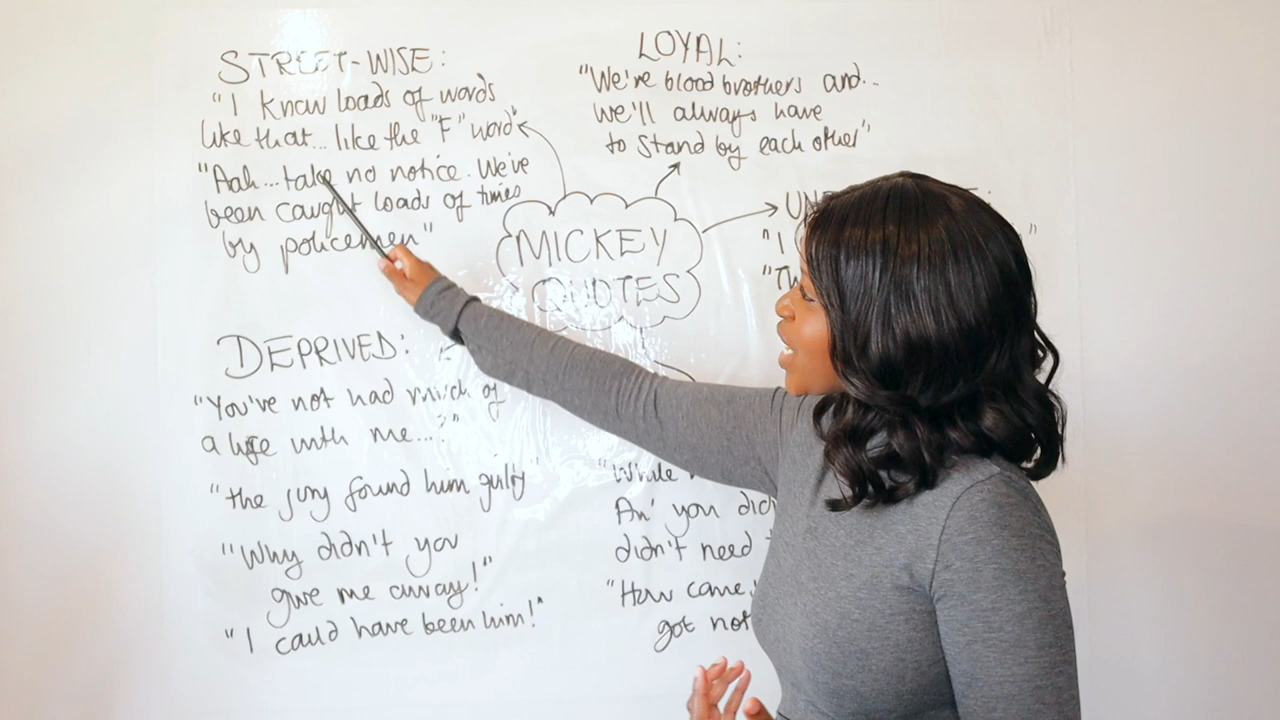 STREET-WISE:
"I know loads of words
like that... like the "F" word"
"Aah...take no notice. We've
been caught loads of times
by policemen"
LOYAL:
"We're blood brothers and..
we'll always have
to stand by each other"
MICKEY
QUOTES
"I
DEPRIVED:
"You've not had much of
a life with me...?"
"the jury found him guilty"
"Why didn't you
give me away!"
"I could have been him!"
"While
An' you
didn't need
"How come
got not